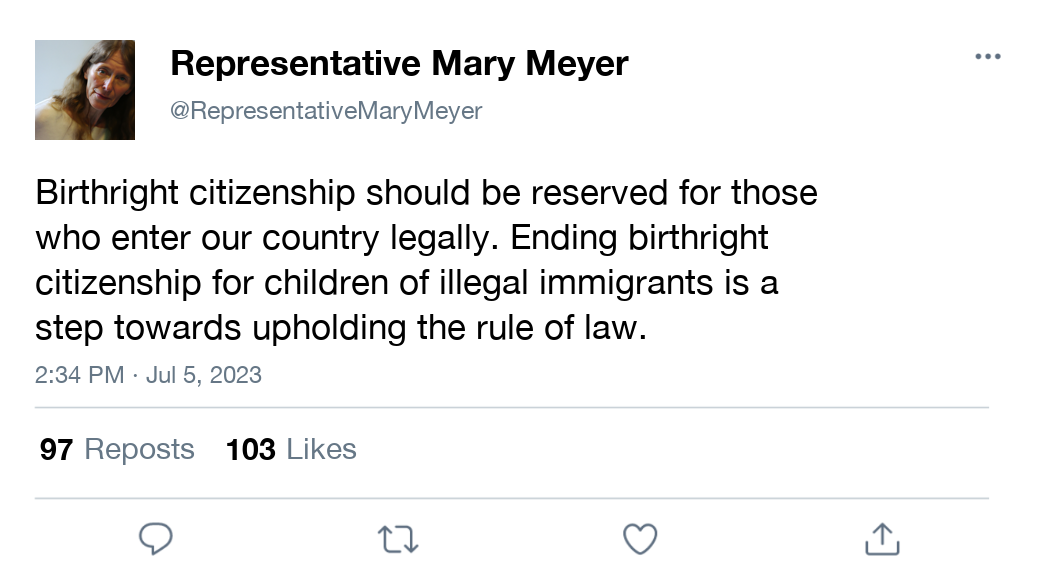 Representative Mary Meyer
@RepresentativeMaryMeyer
Birthright citizenship should be reserved for those
who enter our country legally. Ending birthright
citizenship for children of illegal immigrants is a
step towards upholding the rule of law.
2:34 PM · Jul 5, 2023
97 Reposts 103 Likes